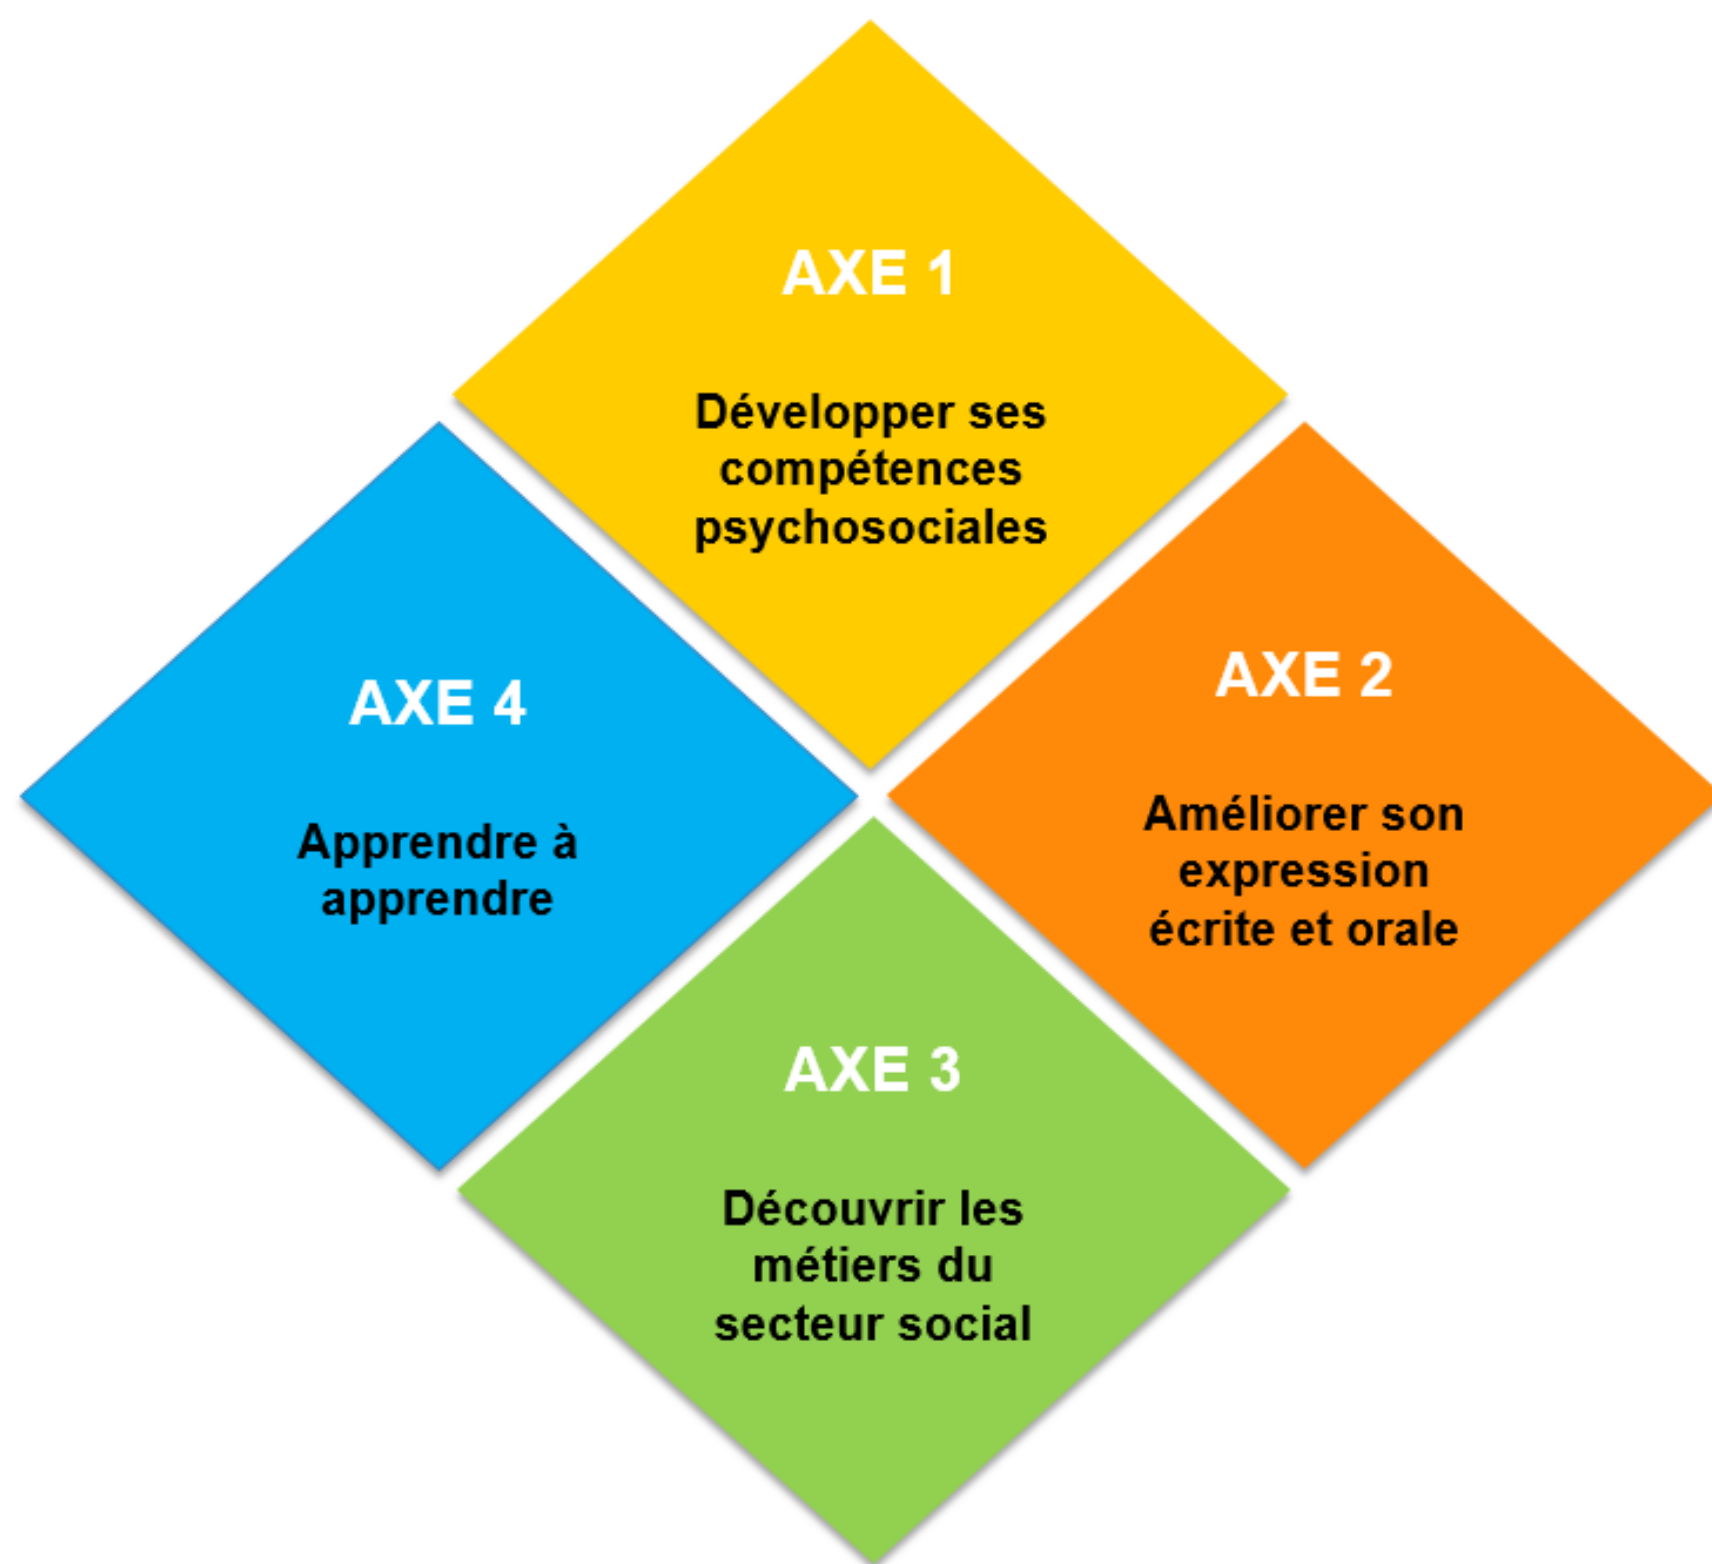 AXE 1
Développer ses
compétences
psychosociales
AXE 2
Améliorer son
expression
écrite et orale
AXE 3
Découvrir les
métiers du
secteur social
AXE 4
Apprendre à
apprendre